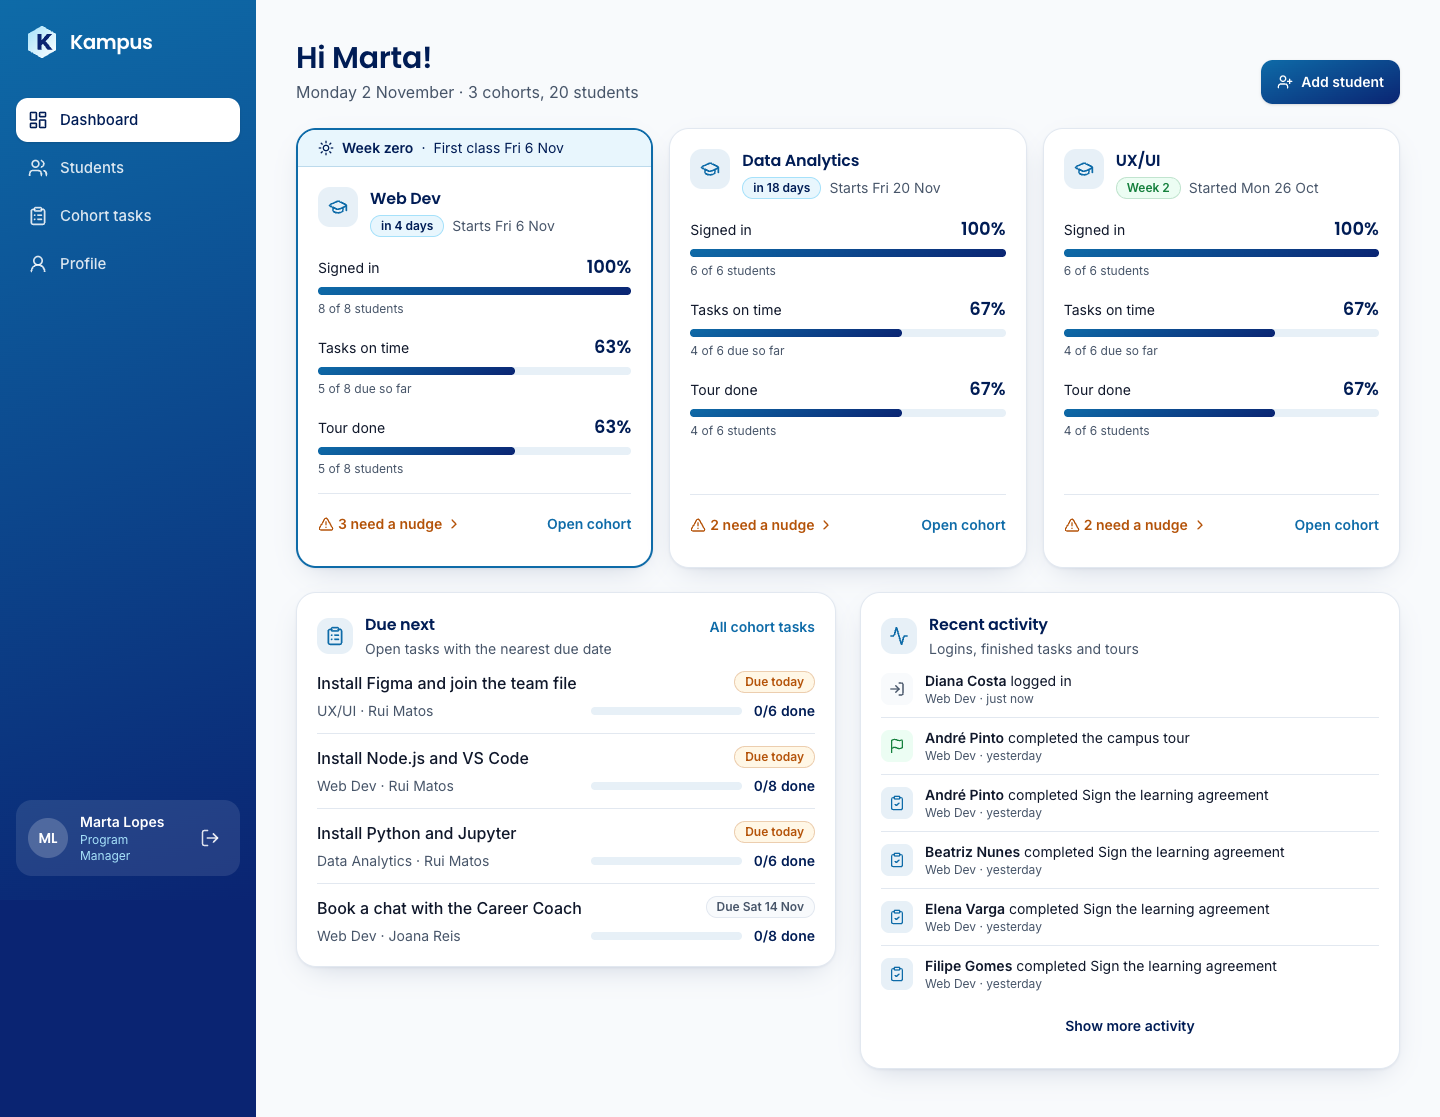 Kampus
Dashboard
Students
Cohort tasks
Profile
ML
Marta Lopes
Program
Manager
Hi Marta!
Monday 2 November · 3 cohorts, 20 students
Add student
Week zero · First class Fri 6 Nov
Web Dev
in 4 days Starts Fri 6 Nov
Signed in 100%
8 of 8 students
Tasks on time 63%
5 of 8 due so far
Tour done 63%
5 of 8 students
3 need a nudge Open cohort
Data Analytics
in 18 days Starts Fri 20 Nov
Signed in 100%
6 of 6 students
Tasks on time 67%
4 of 6 due so far
Tour done 67%
4 of 6 students
2 need a nudge Open cohort
UX/UI
Week 2 Started Mon 26 Oct
Signed in 100%
6 of 6 students
Tasks on time 67%
4 of 6 due so far
Tour done 67%
4 of 6 students
2 need a nudge Open cohort
Due next
All cohort tasks
Open tasks with the nearest due date
Install Figma and join the team file Due today
UX/UI · Rui Matos 0/6 done
Install Node.js and VS Code Due today
Web Dev · Rui Matos 0/8 done
Install Python and Jupyter Due today
Data Analytics · Rui Matos 0/6 done
Book a chat with the Career Coach Due Sat 14 Nov
Web Dev · Joana Reis 0/8 done
Recent activity
Logins, finished tasks and tours
Diana Costa logged in
Web Dev · just now
André Pinto completed the campus tour
Web Dev · yesterday
André Pinto completed Sign the learning agreement
Web Dev · yesterday
Beatriz Nunes completed Sign the learning agreement
Web Dev · yesterday
Elena Varga completed Sign the learning agreement
Web Dev · yesterday
Filipe Gomes completed Sign the learning agreement
Web Dev · yesterday
Show more activity